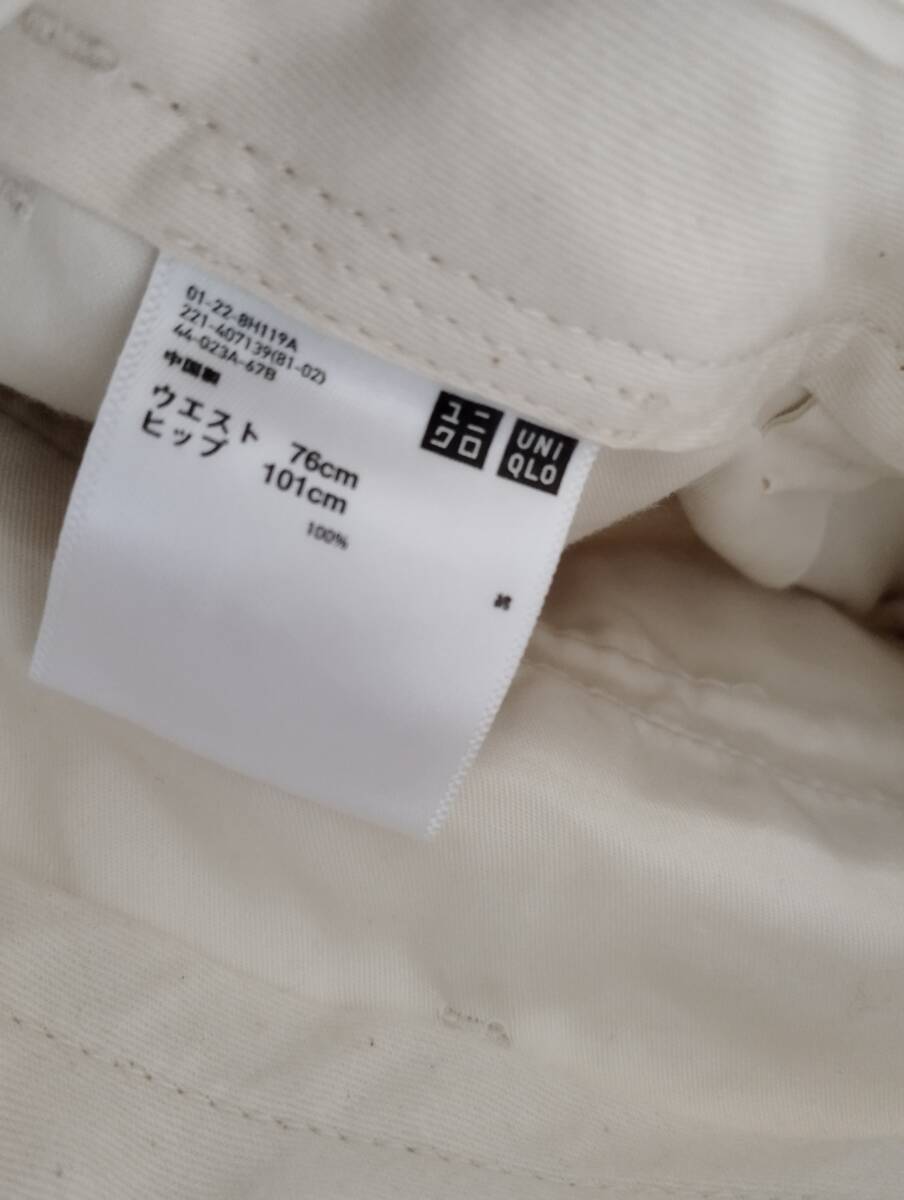 01-22-8H119A
221-407139(81-02)
44-023A-67B
中国製
ウエスト 76cm
ヒップ 101cm
100%
ユニ
クロ
UNI
QLO